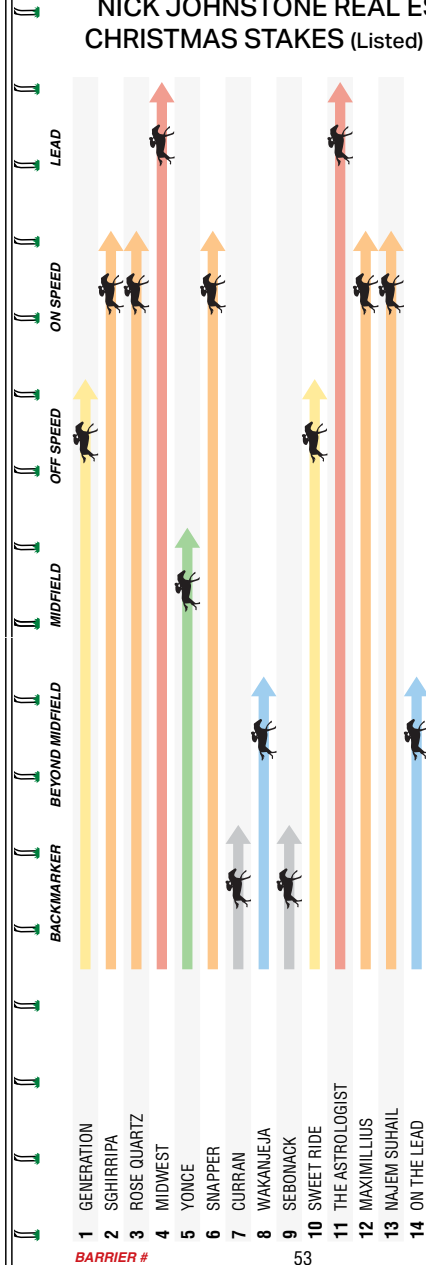 NICK JOHNSTONE REAL ES
CHRISTMAS STAKES (Listed)
LEAD
ON SPEED
OFF SPEED
MIDFIELD
BEYOND MIDFIELD
BACKMARKER
1 GENERATION
2 SGHIRRIPA
3 ROSE QUARTZ
4 MIDWEST
5 YONCE
6 SNAPPER
7 CURRAN
8 WAKANJEJA
9 SEBONACK
10 SWEET RIDE
11 THE ASTROLOGIST
12 MAXIMILLIUS
13 NAJEM SUHAIL
14 ON THE LEAD
BARRIER #
53